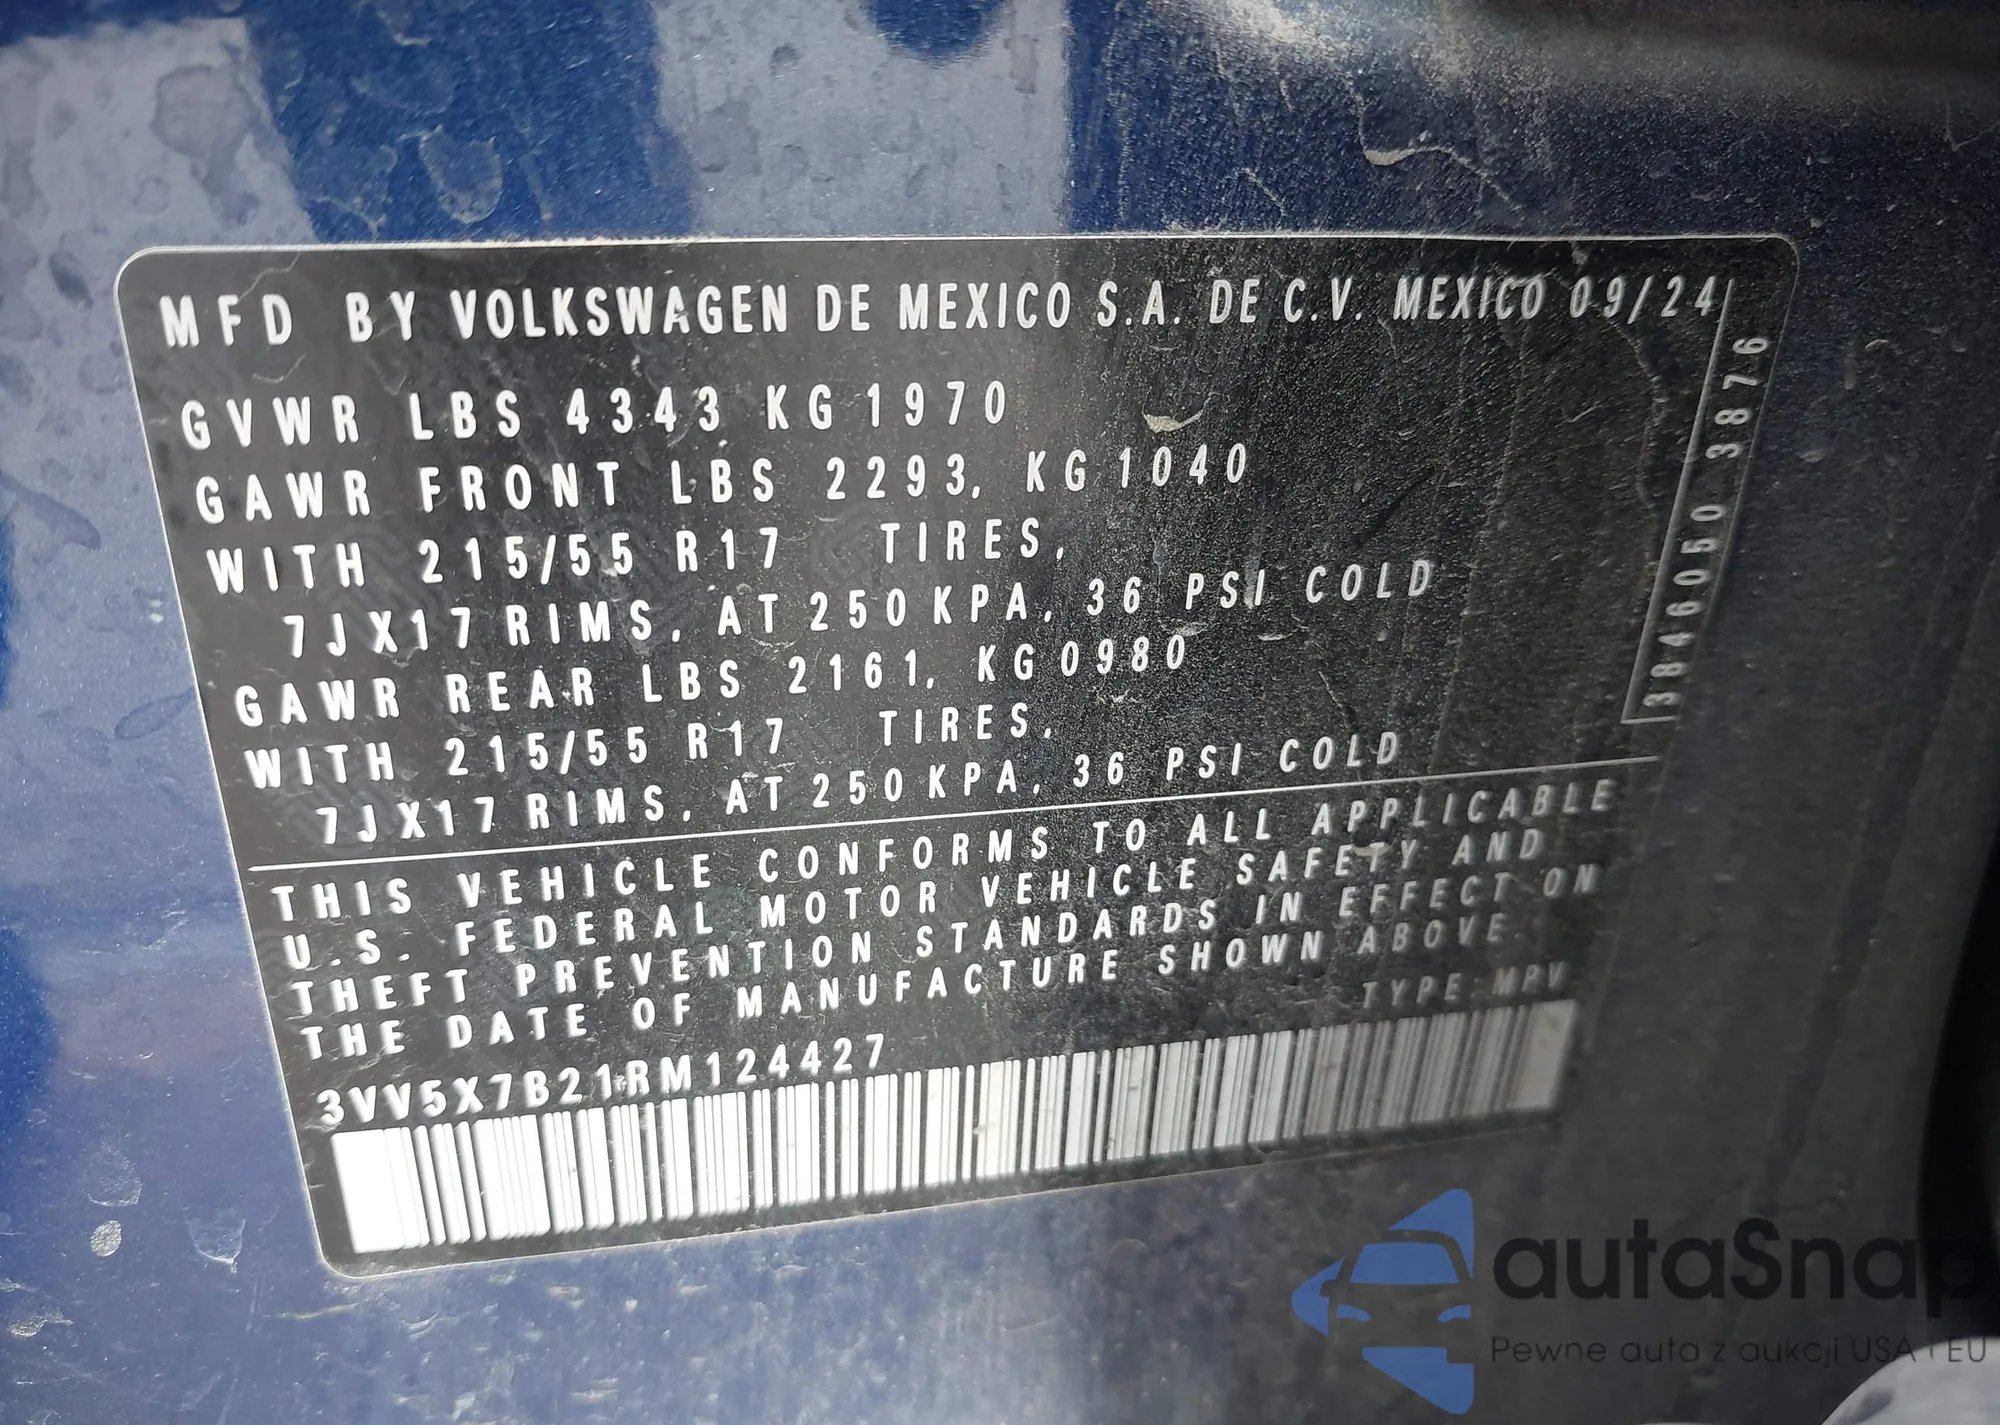 MFD BY VOLKSWAGEN DE MEXICO S.A. DE C.V. MEXICO 09/24
GVWR LBS 4343 KG 1970
GAWR FRONT LBS 2293, KG 1040
WITH 215/55 R17 TIRES,
7JX17 RIMS, AT 250 KPA, 36 PSI COLD
GAWR REAR LBS 2161, KG 0980
WITH 215/55 R17 TIRES,
7JX17 RIMS, AT 250 KPA, 36 PSI COLD
3846050 3876
THIS VEHICLE CONFORMS TO ALL APPLICABLE
U.S. FEDERAL MOTOR VEHICLE SAFETY AND
THEFT PREVENTION STANDARDS IN EFFECT ON
THE DATE OF MANUFACTURE SHOWN ABOVE.
TYPE: MPV
3VV5X7B21RM124427
autaSnap
Pewne auta z aukcji USA i EU